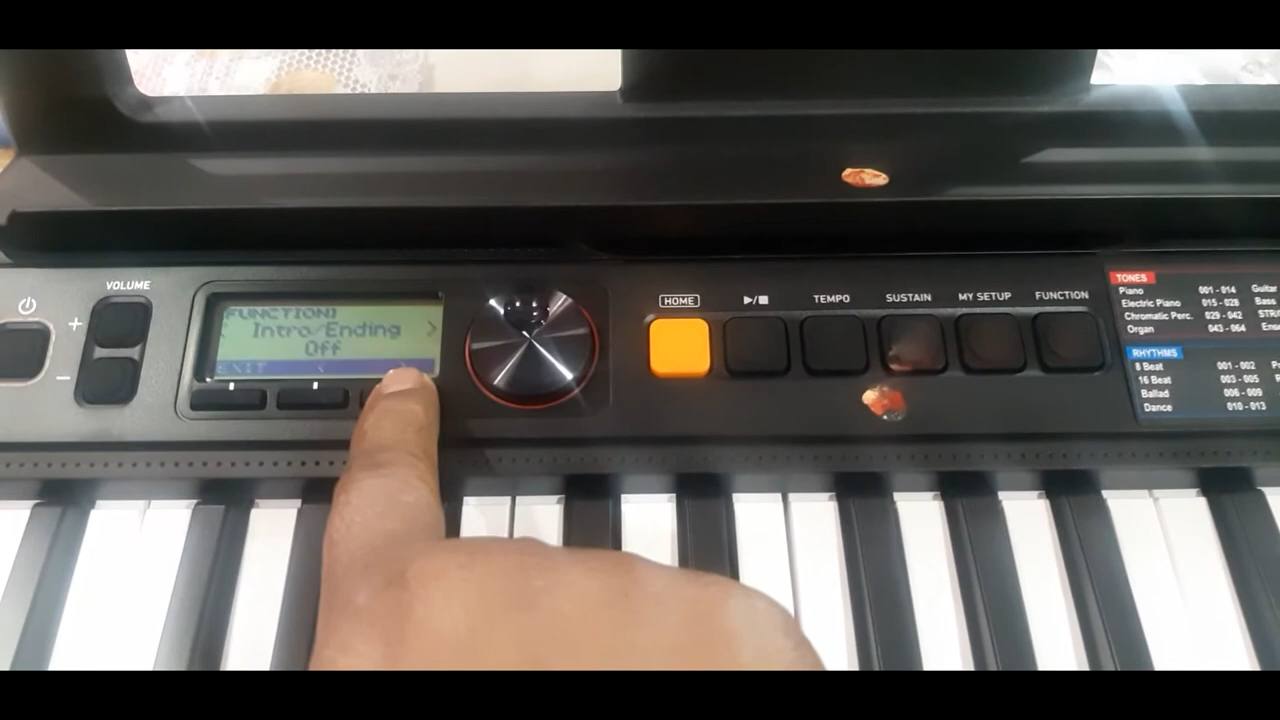 VOLUME
+
−
FUNCTION]
Intro/Ending >
Off
EXIT < >
HOME
▶/■
TEMPO
SUSTAIN
MY SETUP
FUNCTION
TONES
Piano 001 - 014 Guitar
Electric Piano 015 - 028 Bass
Chromatic Perc. 029 - 042
Organ 043 - 064
RHYTHMS
8 Beat 001 - 002
16 Beat 003 - 005
Ballad 006 - 009
Dance 010 - 013